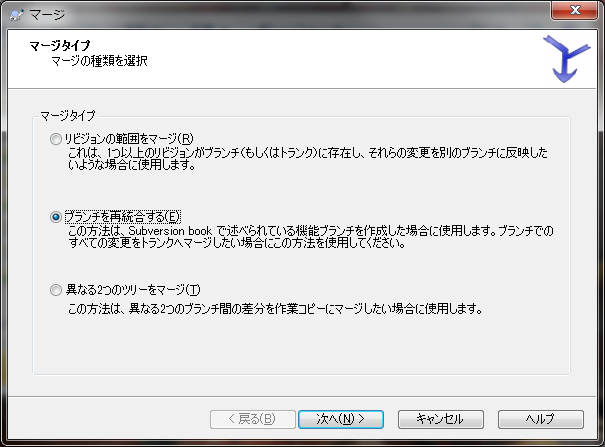 マージ
マージタイプ
マージの種類を選択
マージタイプ
リビジョンの範囲をマージ(R)
これは、1つ以上のリビジョンがブランチ(もしくはトランク)に存在し、それらの変更を別のブランチに反映した
いような場合に使用します。
ブランチを再統合する(E)
この方法は、Subversion book で述べられている機能ブランチを作成した場合に使用します。ブランチでの
すべての変更をトランクへマージしたい場合にこの方法を使用してください。
異なる2つのツリーをマージ(T)
この方法は、異なる2つのブランチ間の差分を作業コピーにマージしたい場合に使用します。
< 戻る(B) 次へ(N) > キャンセル ヘルプ